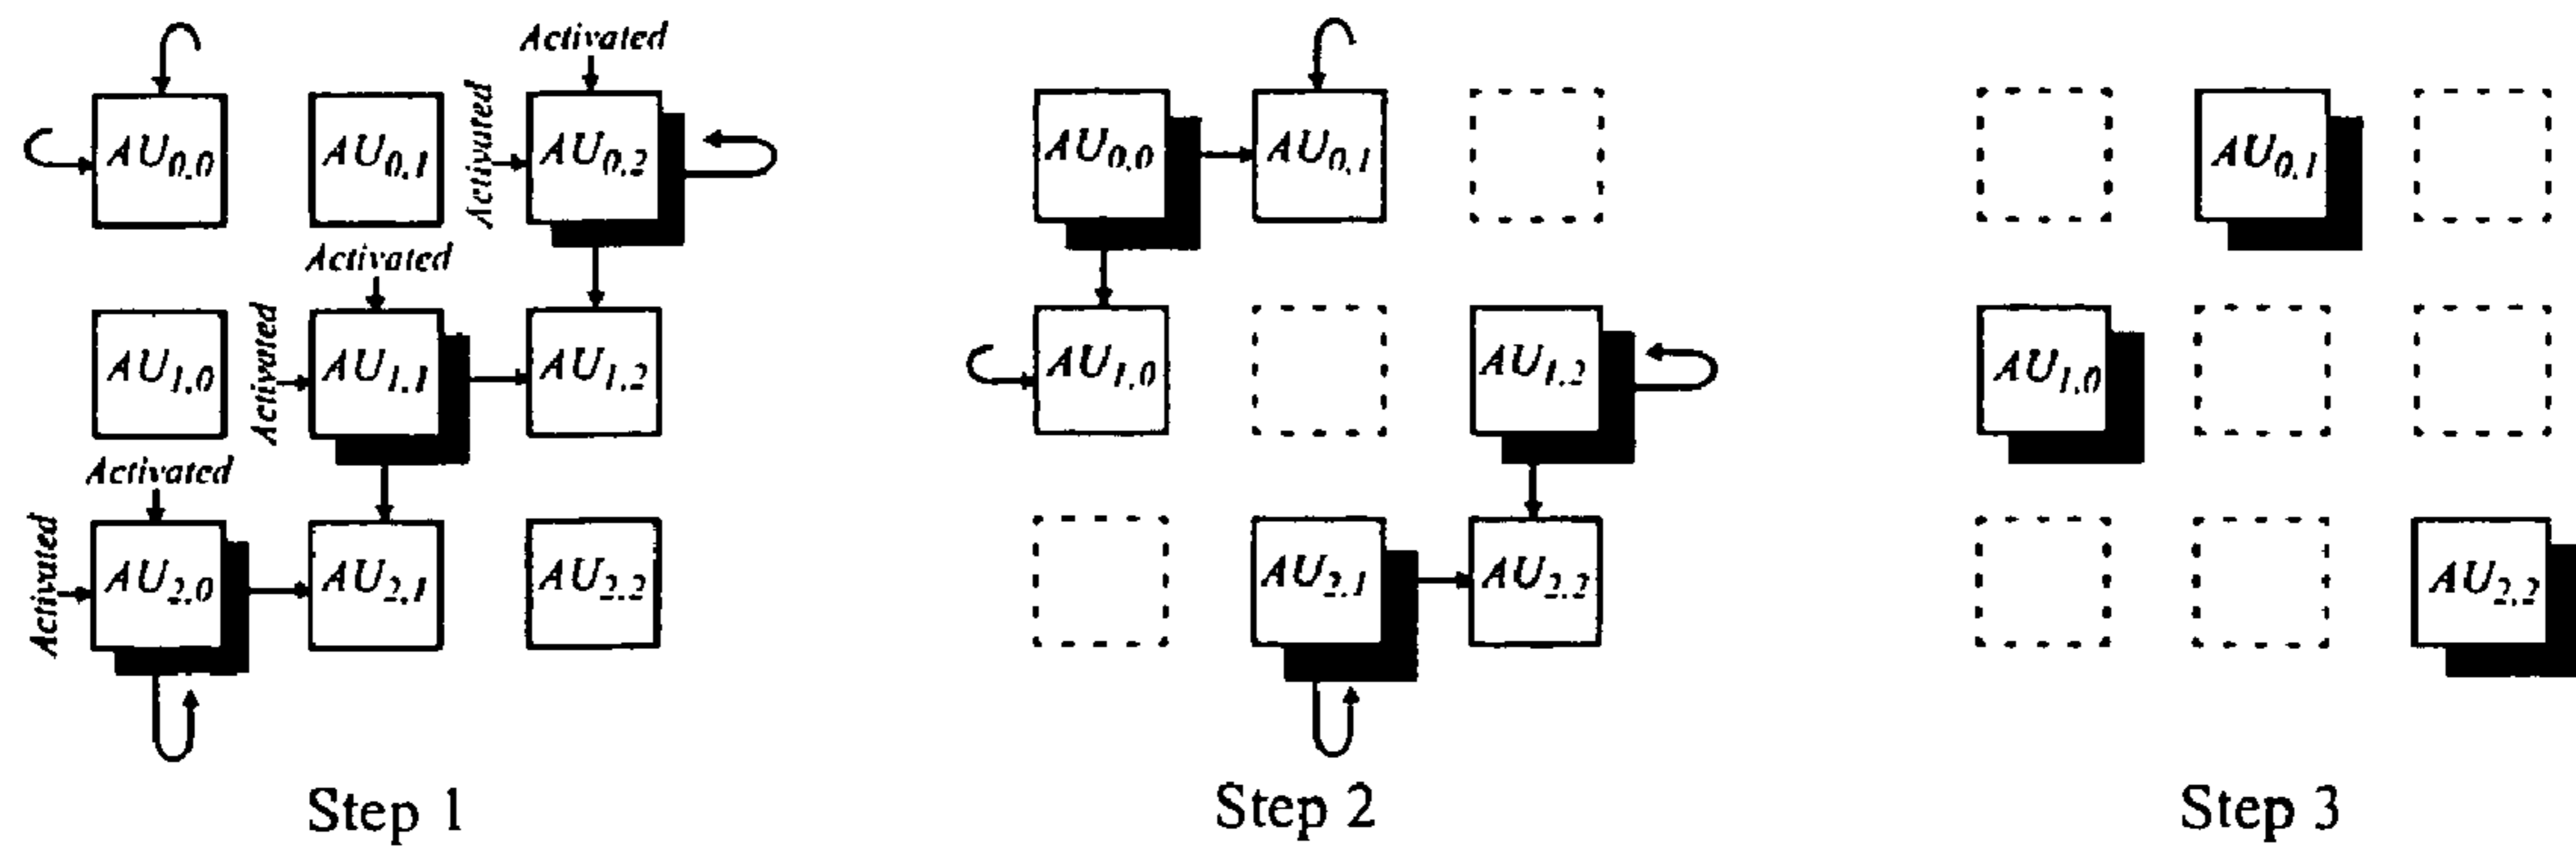 Activated
Activated
AU0,0 AU0,1 AU0,2
Activated
Activated
AU1,0 AU1,1 AU1,2
Activated
Activated
AU2,0 AU2,1 AU2,2
Step 1
AU0,0 AU0,1
AU1,0 AU1,2
AU2,1 AU2,2
Step 2
AU0,1
AU1,0
AU2,2
Step 3